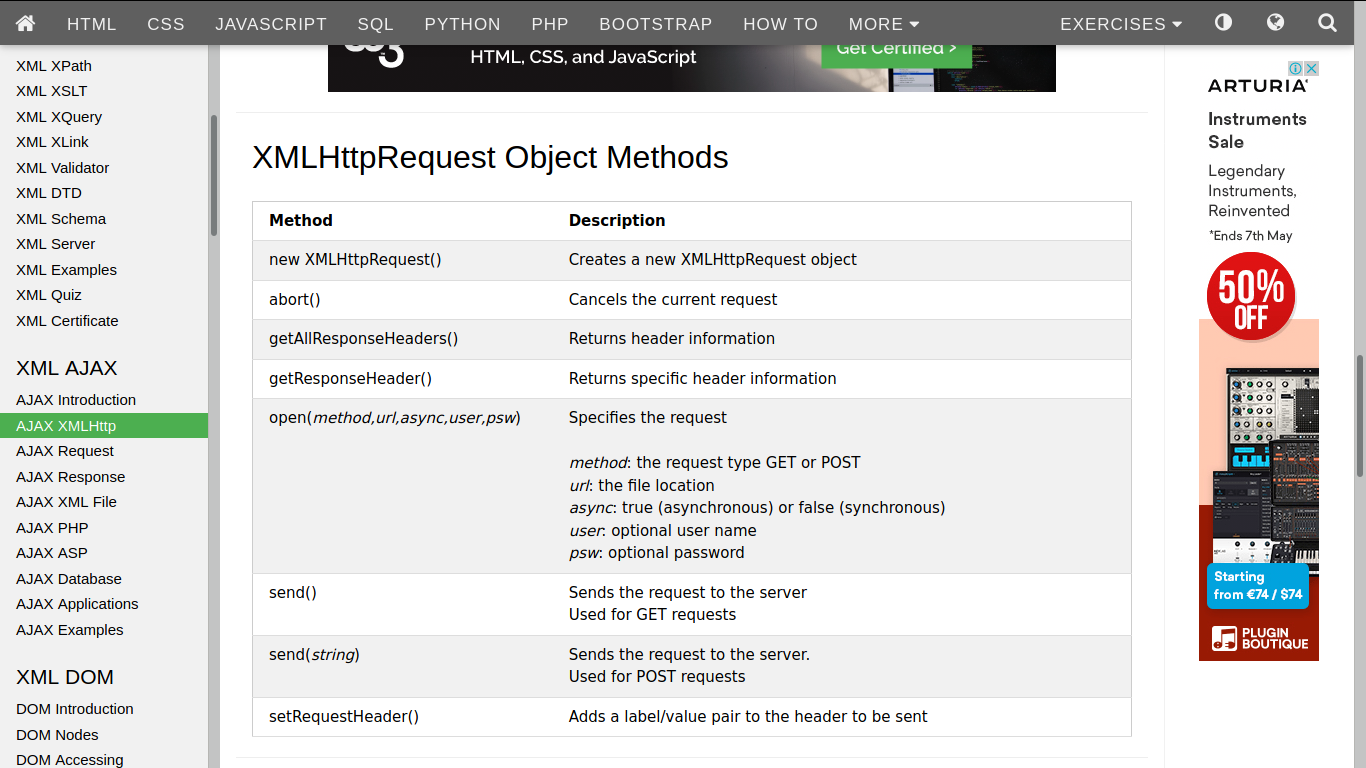 HTML CSS JAVASCRIPT SQL PYTHON PHP BOOTSTRAP HOW TO MORE EXERCISES
XML XPath
XML XSLT
XML XQuery
XML XLink
XML Validator
XML DTD
XML Schema
XML Server
XML Examples
XML Quiz
XML Certificate
XML AJAX
AJAX Introduction
AJAX XMLHttp
AJAX Request
AJAX Response
AJAX XML File
AJAX PHP
AJAX ASP
AJAX Database
AJAX Applications
AJAX Examples
XML DOM
DOM Introduction
DOM Nodes
DOM Accessing
HTML, CSS, and JavaScript
Get Certified >
XMLHttpRequest Object Methods
Method Description
new XMLHttpRequest() Creates a new XMLHttpRequest object
abort() Cancels the current request
getAllResponseHeaders() Returns header information
getResponseHeader() Returns specific header information
open(method,url,async,user,psw) Specifies the request
method: the request type GET or POST
url: the file location
async: true (asynchronous) or false (synchronous)
user: optional user name
psw: optional password
send() Sends the request to the server
Used for GET requests
send(string) Sends the request to the server.
Used for POST requests
setRequestHeader() Adds a label/value pair to the header to be sent
ARTURIA
Instruments
Sale
Legendary
Instruments,
Reinvented
*Ends 7th May
50%
OFF
Starting
from €74 / $74
PLUGIN
BOUTIQUE